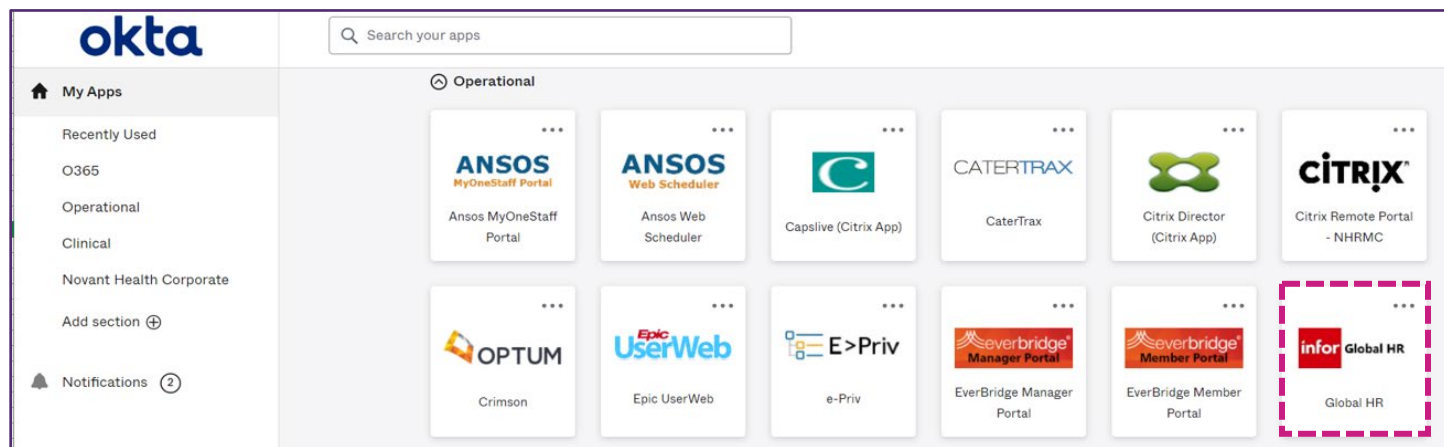 okta
Search your apps
My Apps
Recently Used
O365
Operational
Clinical
Novant Health Corporate
Add section
Notifications 2
Operational
ANSOS
MyOneStaff Portal
Ansos MyOneStaff
Portal
ANSOS
Web Scheduler
Ansos Web
Scheduler
C
Capslive (Citrix App)
CATERTRAX
CaterTrax
Citrix Director
(Citrix App)
CITRIX
Citrix Remote Portal
- NHRMC
OPTUM
Crimson
Epic
UserWeb
Epic UserWeb
E>Priv
e-Priv
everbridge
Manager Portal
EverBridge Manager
Portal
everbridge
Member Portal
EverBridge Member
Portal
infor Global HR
Global HR